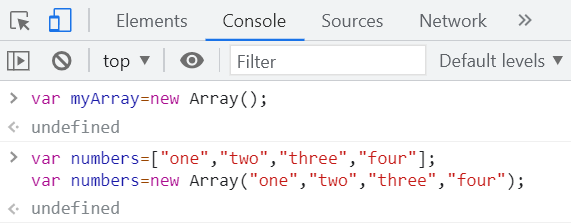 Elements Console Sources Network »
top ▼ Filter Default levels ▼
> var myArray=new Array();
<· undefined
> var numbers=["one","two","three","four"];
var numbers=new Array("one","two","three","four");
<· undefined